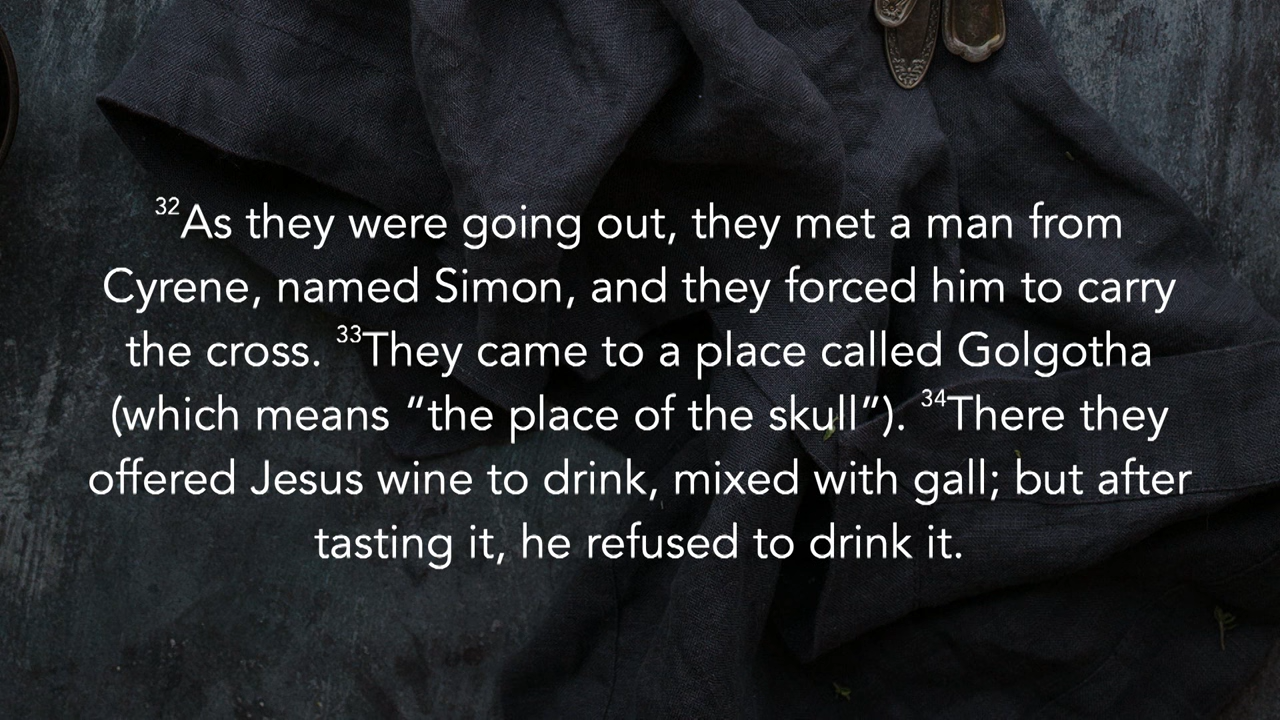 ³²As they were going out, they met a man from
Cyrene, named Simon, and they forced him to carry
the cross. ³³They came to a place called Golgotha
(which means “the place of the skull”). ³⁴There they
offered Jesus wine to drink, mixed with gall; but after
tasting it, he refused to drink it.